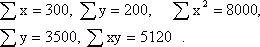 ∑ x = 300, ∑ y = 200, ∑ x² = 8000,
∑ y = 3500, ∑ xy = 5120 .